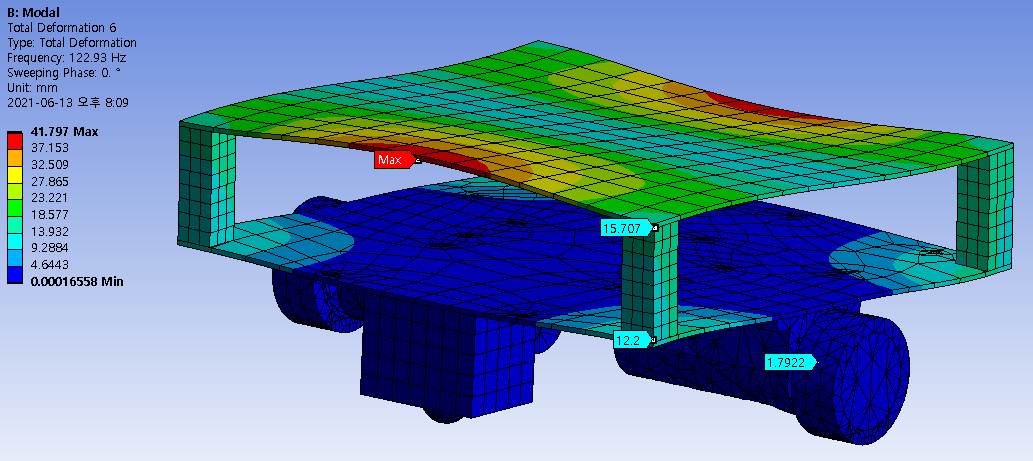 B: Modal
Total Deformation 6
Type: Total Deformation
Frequency: 122.93 Hz
Sweeping Phase: 0. °
Unit: mm
2021-06-13 오후 8:09
41.797 Max
37.153
32.509
27.865
23.221
18.577
13.932
9.2884
4.6443
0.00016558 Min
Max
15.707
12.2
1.7922